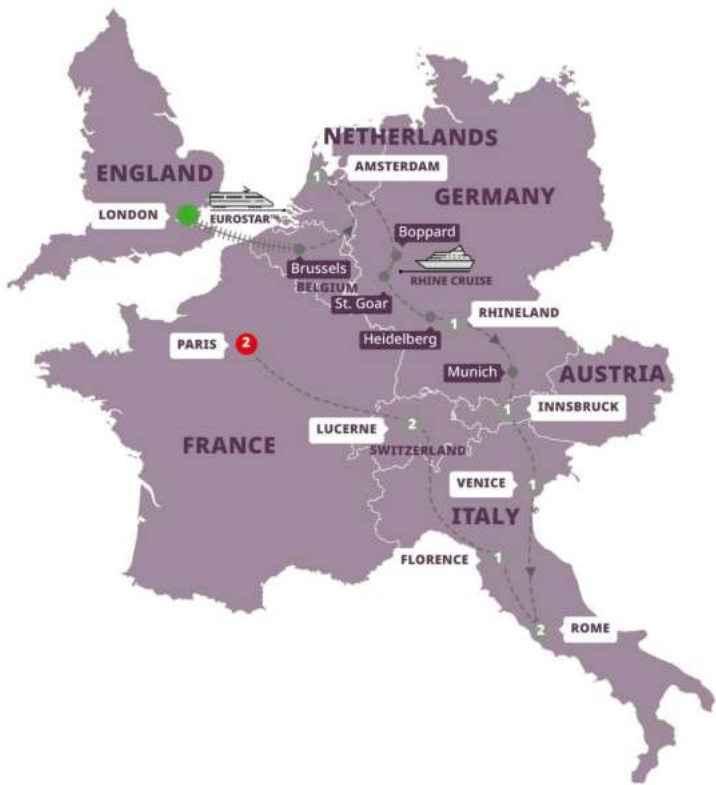 NETHERLANDS
1
AMSTERDAM
ENGLAND
GERMANY
LONDON
EUROSTAR™
Boppard
Brussels
BELGIUM
RHINE CRUISE
St. Goar
RHINELAND
1
Heidelberg
PARIS
2
Munich
AUSTRIA
1
INNSBRUCK
LUCERNE
2
SWITZERLAND
FRANCE
VENICE
1
ITALY
FLORENCE
1
2
ROME